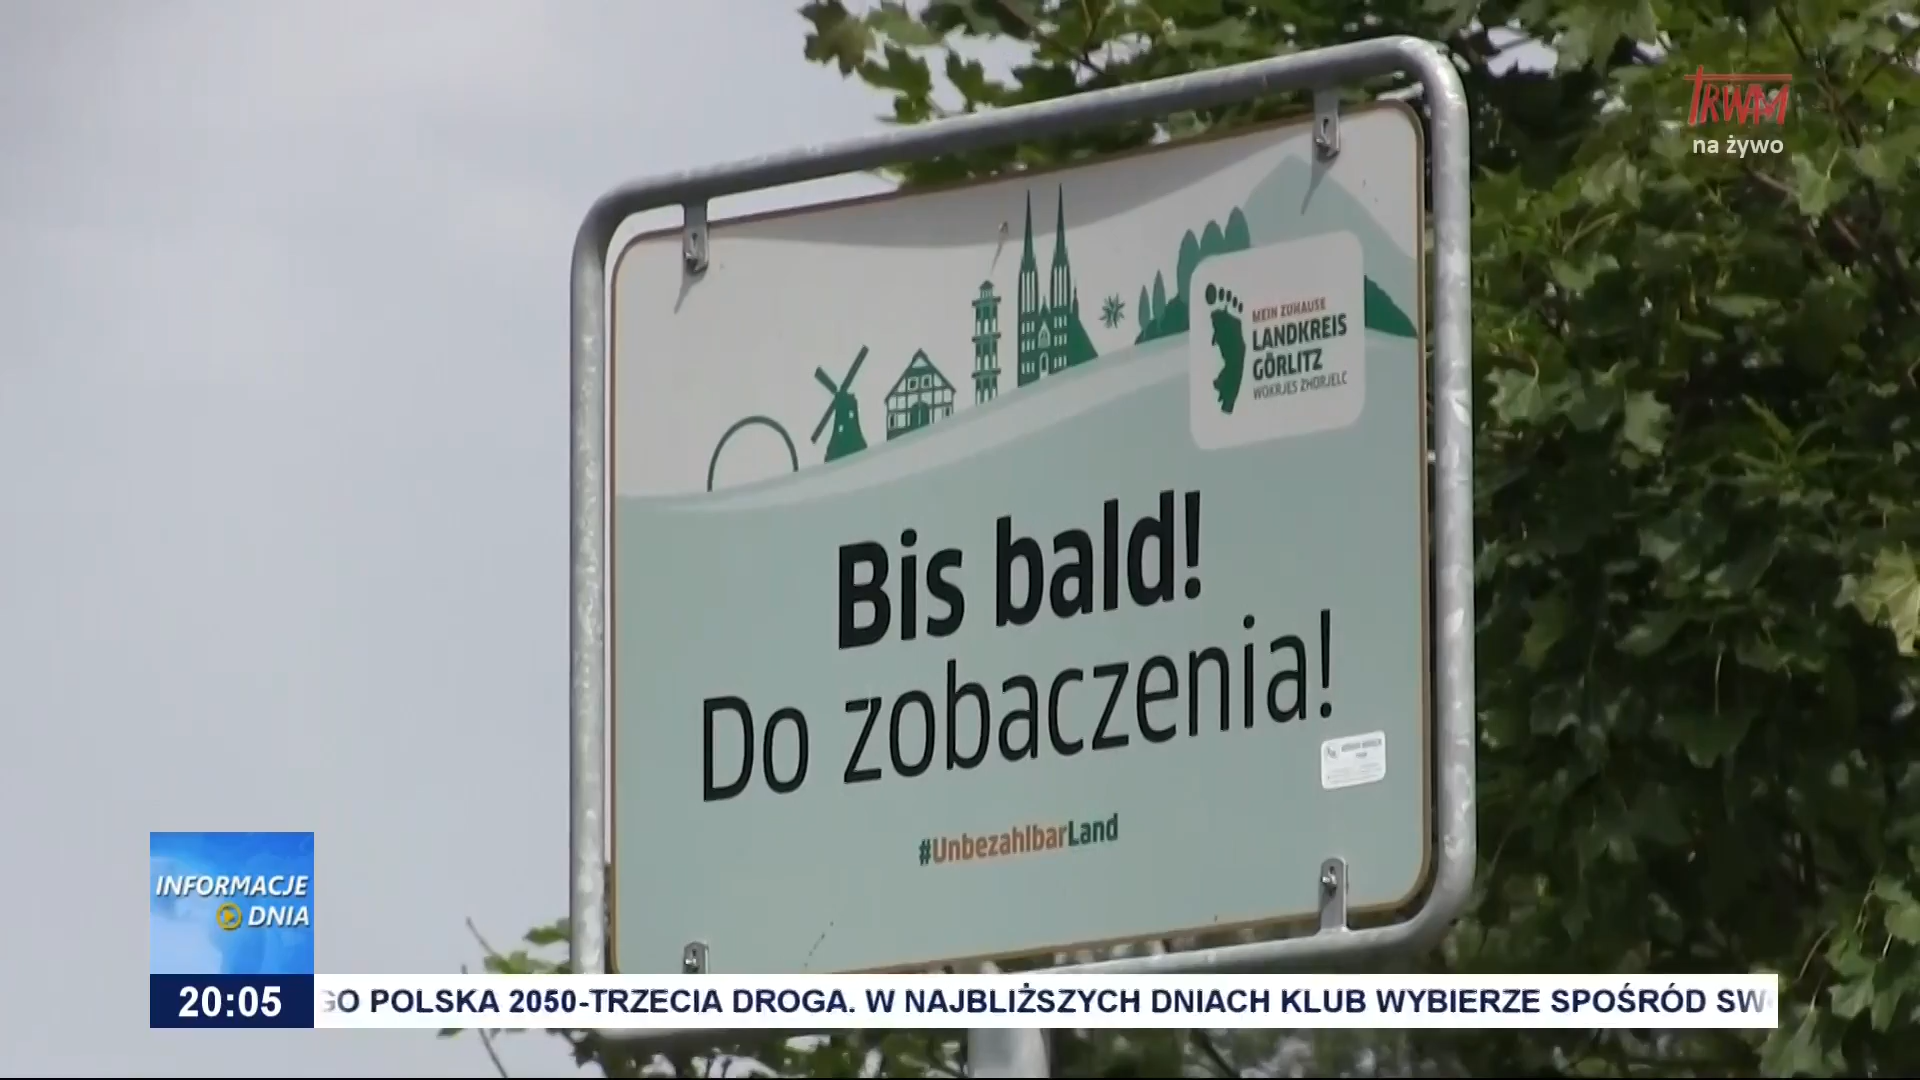 TRWAM
na żywo
MEIN ZUHAUSE
LANDKREIS
GÖRLITZ
WOKRJES ZHORJELC
Bis bald!
Do zobaczenia!
#UnbezahlbarLand
INFORMACJE
DNIA
20:05
GO POLSKA 2050-TRZECIA DROGA. W NAJBLIŻSZYCH DNIACH KLUB WYBIERZE SPOŚRÓD SW